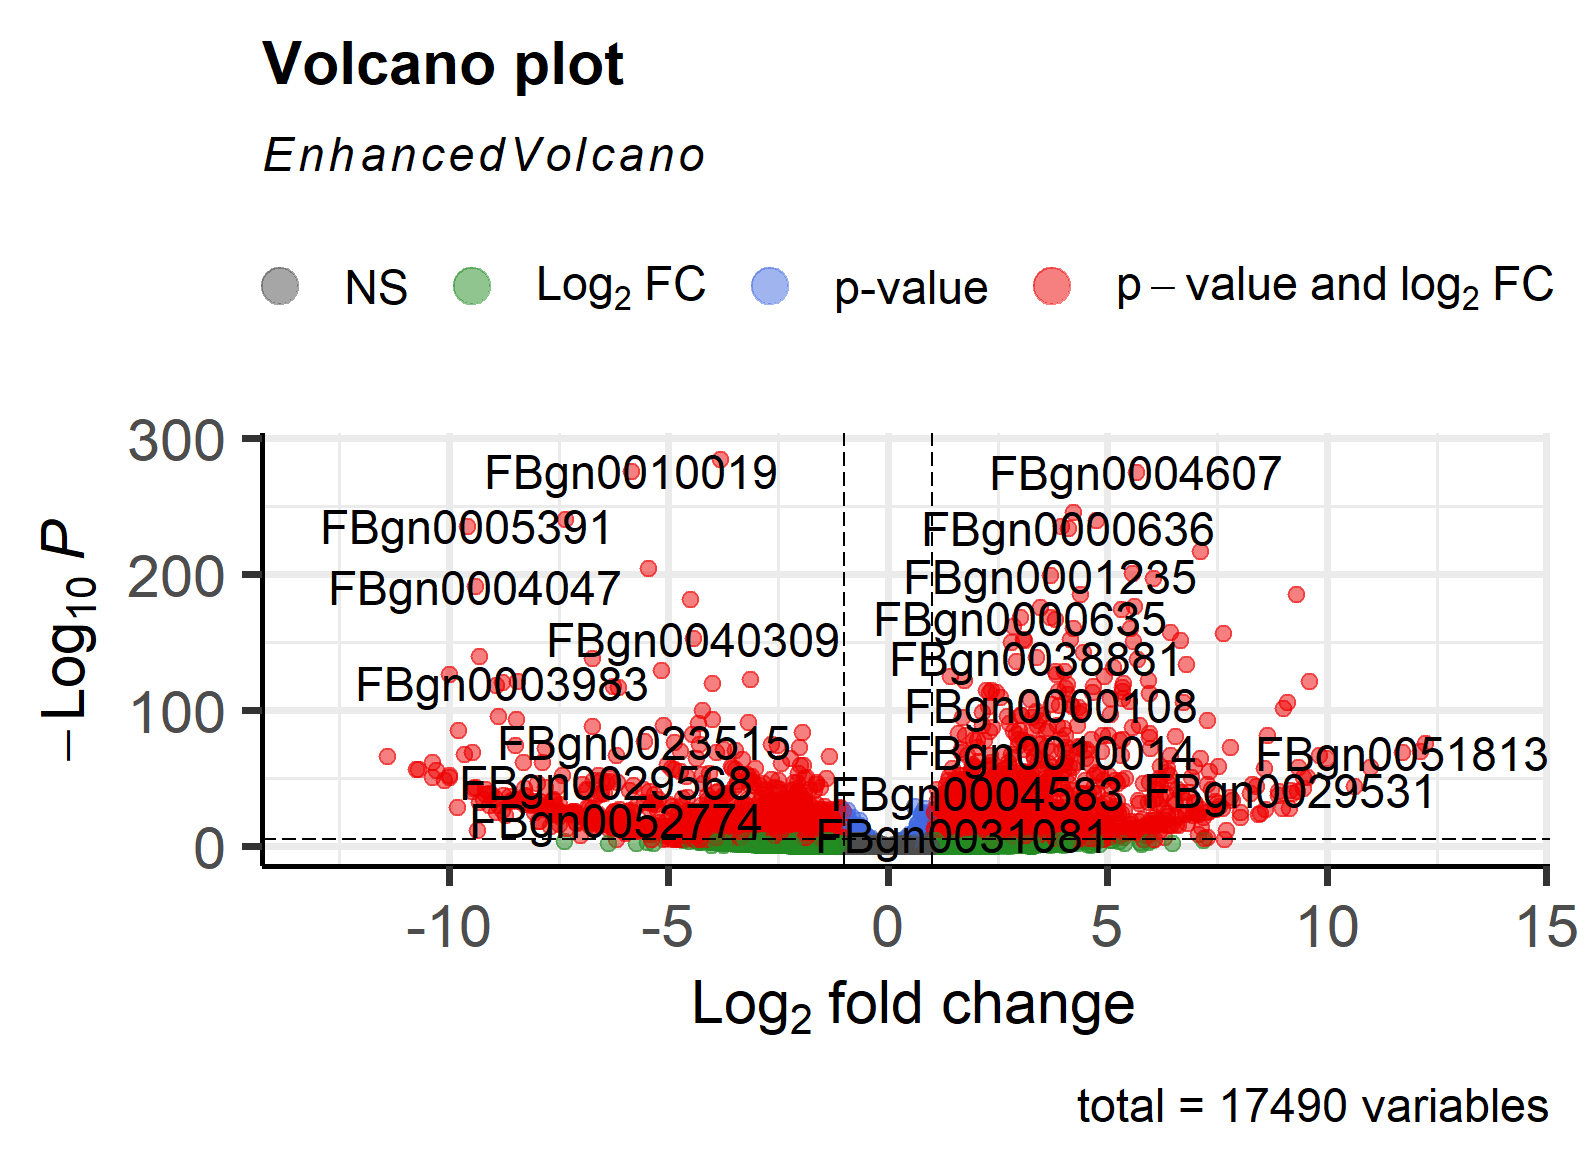 Volcano plot
EnhancedVolcano
NS Log2 FC p-value p – value and log2 FC
– Log10 P
300
200
100
0
FBgn0010019
FBgn0004607
FBgn0005391
FBgn0000636
FBgn0004047
FBgn0001235
FBgn0000635
FBgn0040309
FBgn0038881
FBgn0003983
FBgn0000108
FBgn0023515
FBgn0010014
FBgn0051813
FBgn0029568
FBgn0004583
FBgn0029531
FBgn0052774
FBgn0031081
-10 -5 0 5 10 15
Log2 fold change
total = 17490 variables